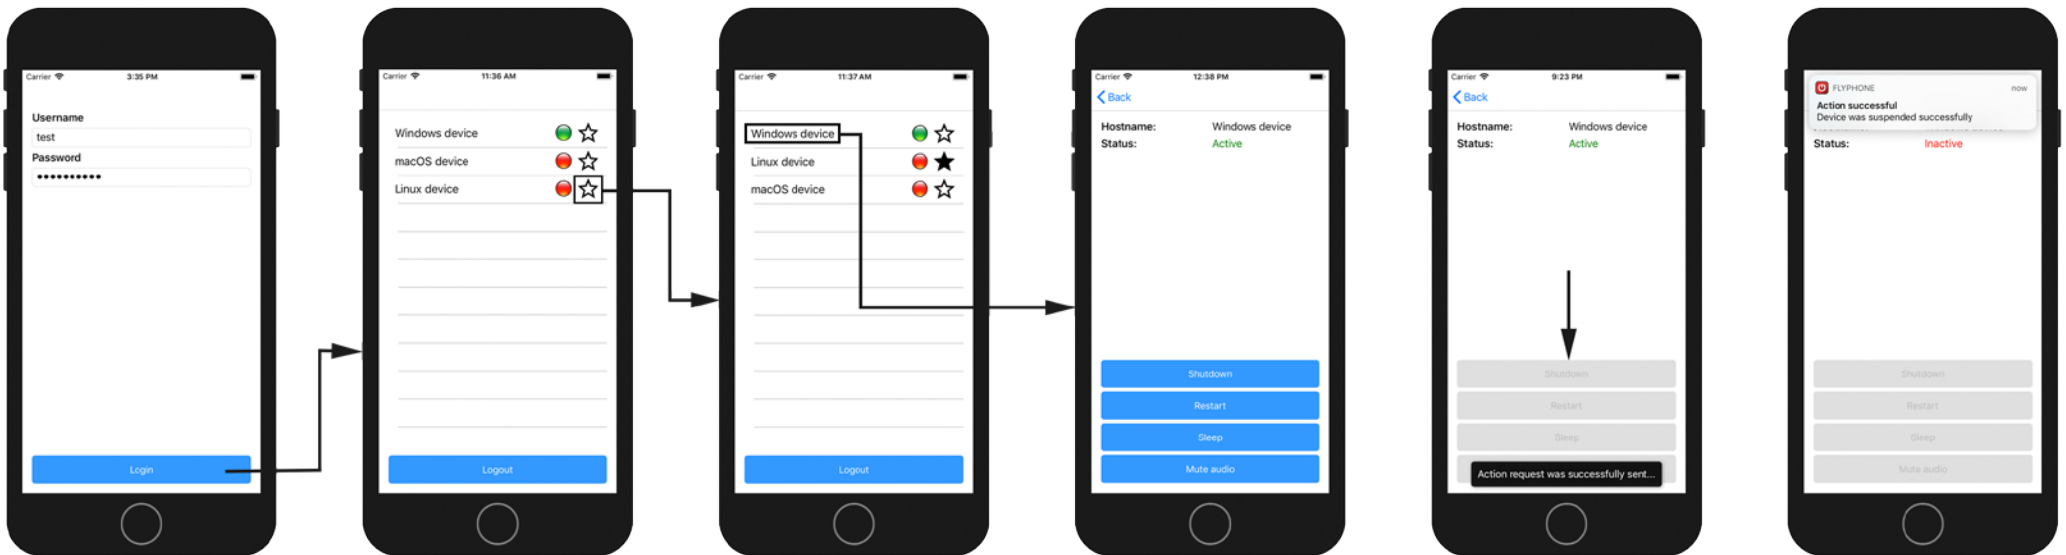 Carrier 3:35 PM
Username
test
Password
••••••••••
Login
Carrier 11:36 AM
Windows device
macOS device
Linux device
Logout
Carrier 11:37 AM
Windows device
Linux device
macOS device
Logout
Carrier 12:38 PM
Back
Hostname: Windows device
Status: Active
Shutdown
Restart
Sleep
Mute audio
Carrier 9:23 PM
Back
Hostname: Windows device
Status: Active
Shutdown
Restart
Sleep
Action request was successfully sent...
FLYPHONE now
Action successful
Device was suspended successfully
Status: Inactive
Shutdown
Restart
Sleep
Mute audio